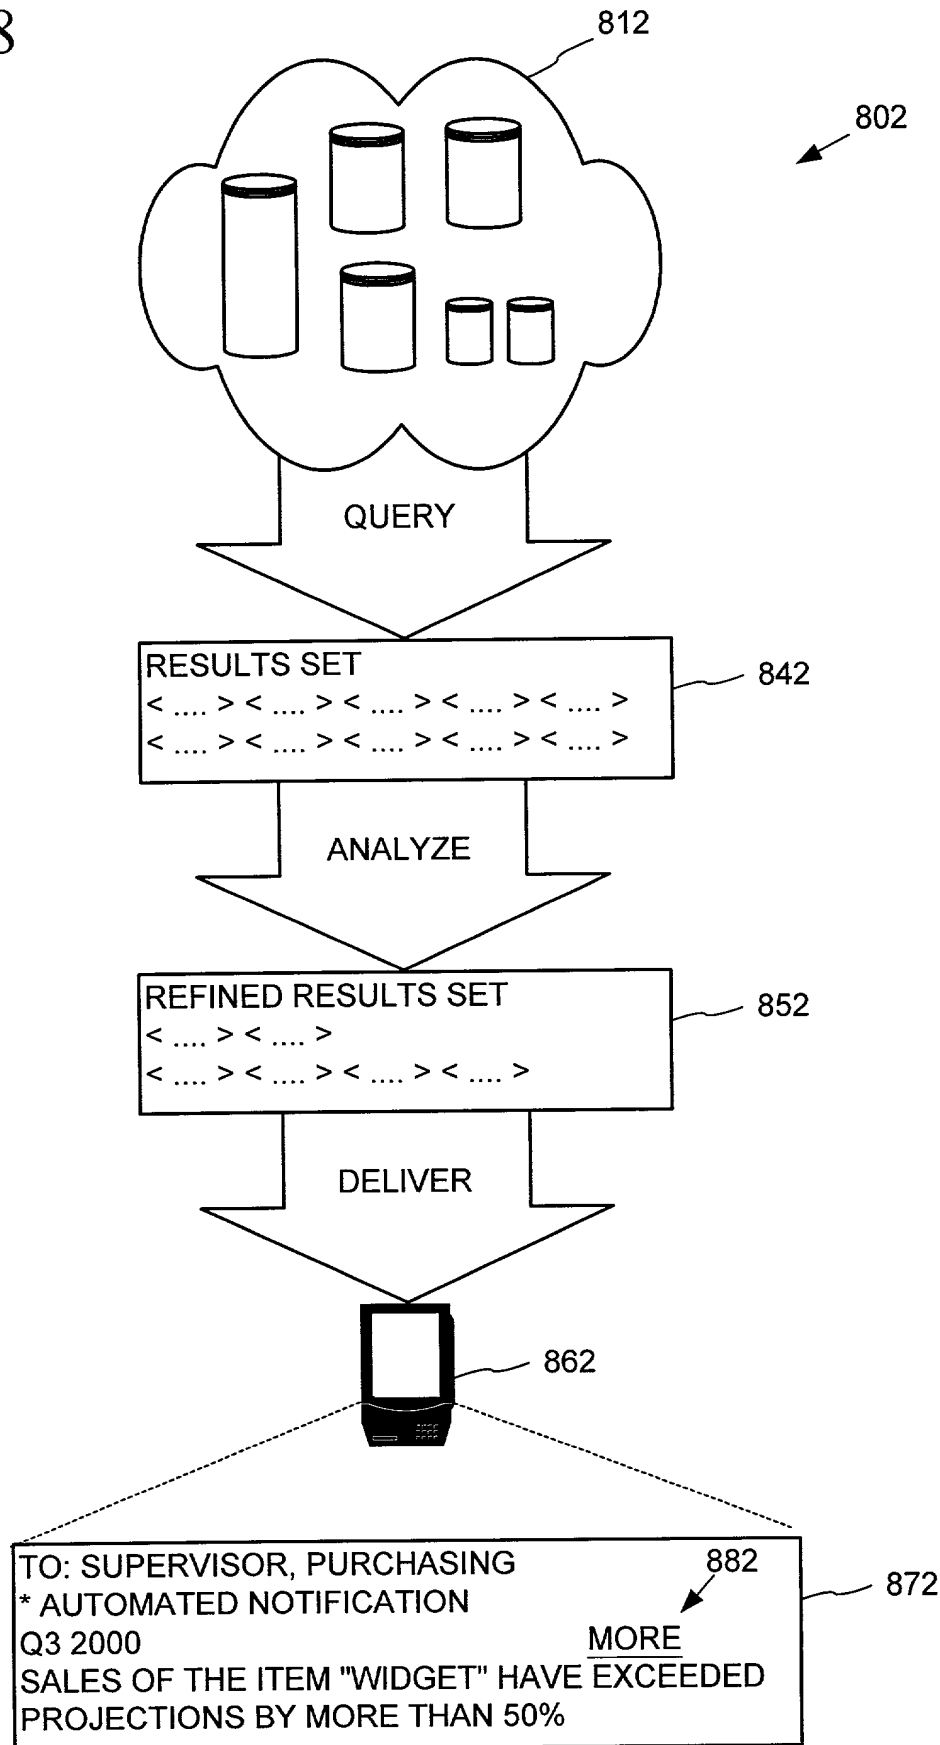 8
812
802
QUERY
RESULTS SET
< .... > < .... > < .... > < .... > < .... >
< .... > < .... > < .... > < .... > < .... >
842
ANALYZE
REFINED RESULTS SET
< .... > < .... >
< .... > < .... > < .... > < .... >
852
DELIVER
862
TO: SUPERVISOR, PURCHASING
882
* AUTOMATED NOTIFICATION
872
Q3 2000 MORE
SALES OF THE ITEM "WIDGET" HAVE EXCEEDED
PROJECTIONS BY MORE THAN 50%